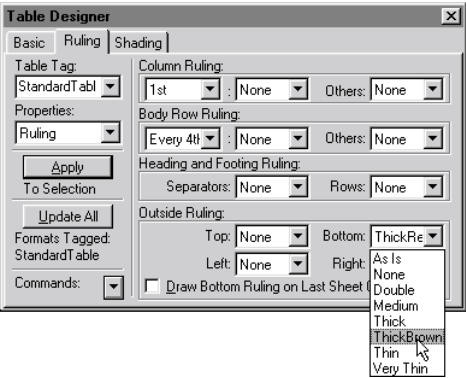 Table Designer
Basic Ruling Shading
Table Tag:
StandardTabl
Properties:
Ruling
Apply
To Selection
Update All
Formats Tagged:
StandardTable
Commands:
Column Ruling:
1st : None Others: None
Body Row Ruling:
Every 4th : None Others: None
Heading and Footing Ruling:
Separators: None Rows: None
Outside Ruling:
Top: None Bottom: ThickRe
Left: None Right:
Draw Bottom Ruling on Last Sheet
As Is
None
Double
Medium
Thick
ThickBrown
Thin
Very Thin